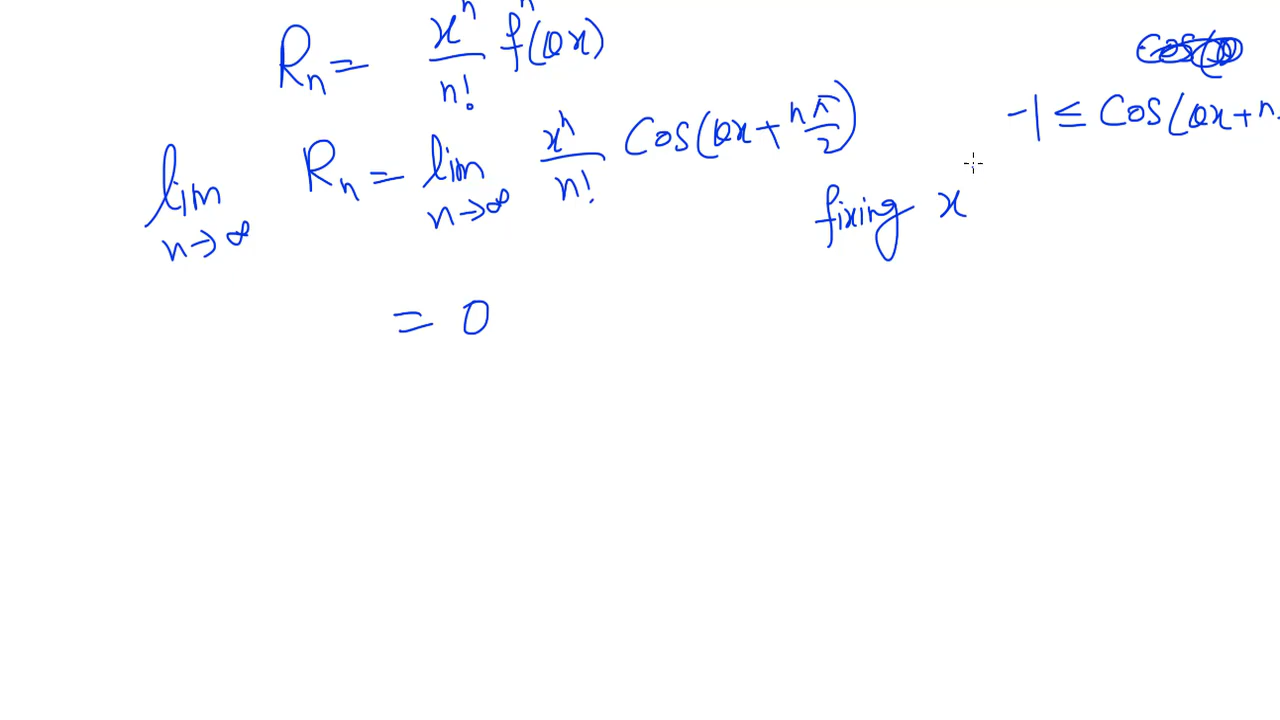 Rn = x^n/n! f^n(θx)
-1 ≤ Cos(θx + n
lim n→∞ Rn = lim n→∞ x^n/n! Cos(θx + nπ/2)
fixing x
= 0